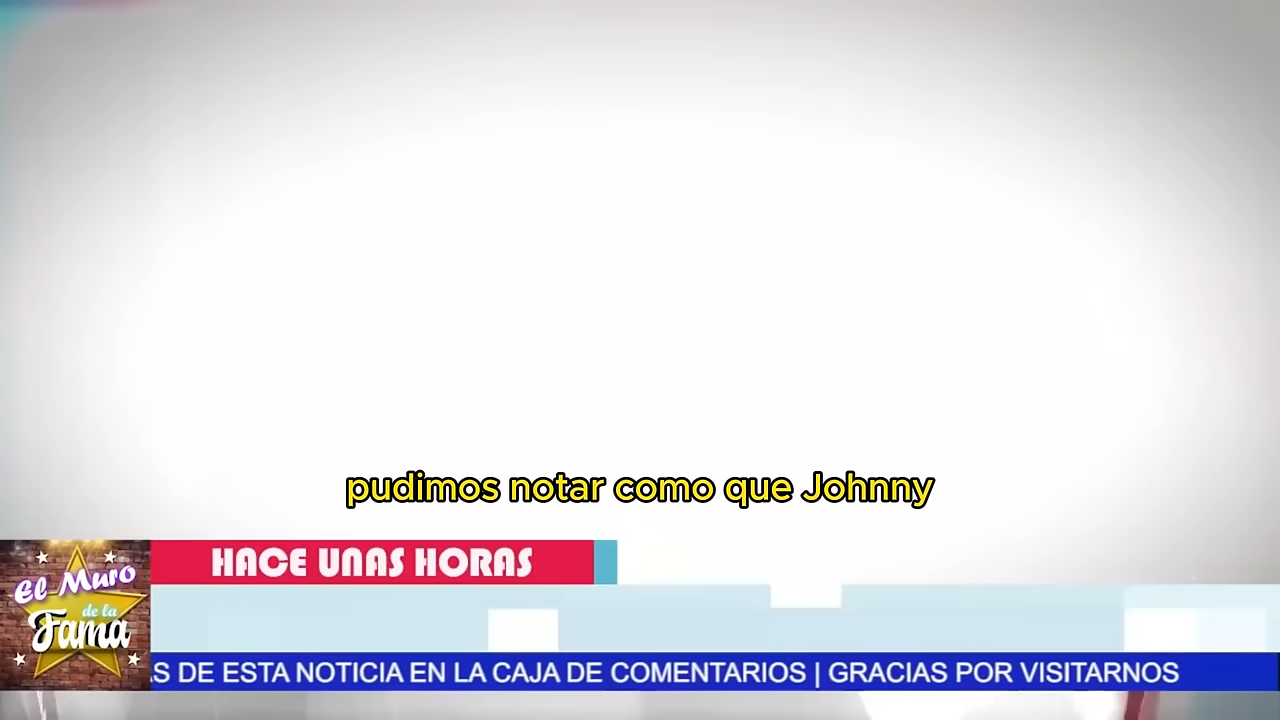 pudimos notar como que Johnny
HACE UNAS HORAS
El Muro
de la
Fama
S DE ESTA NOTICIA EN LA CAJA DE COMENTARIOS | GRACIAS POR VISITARNOS